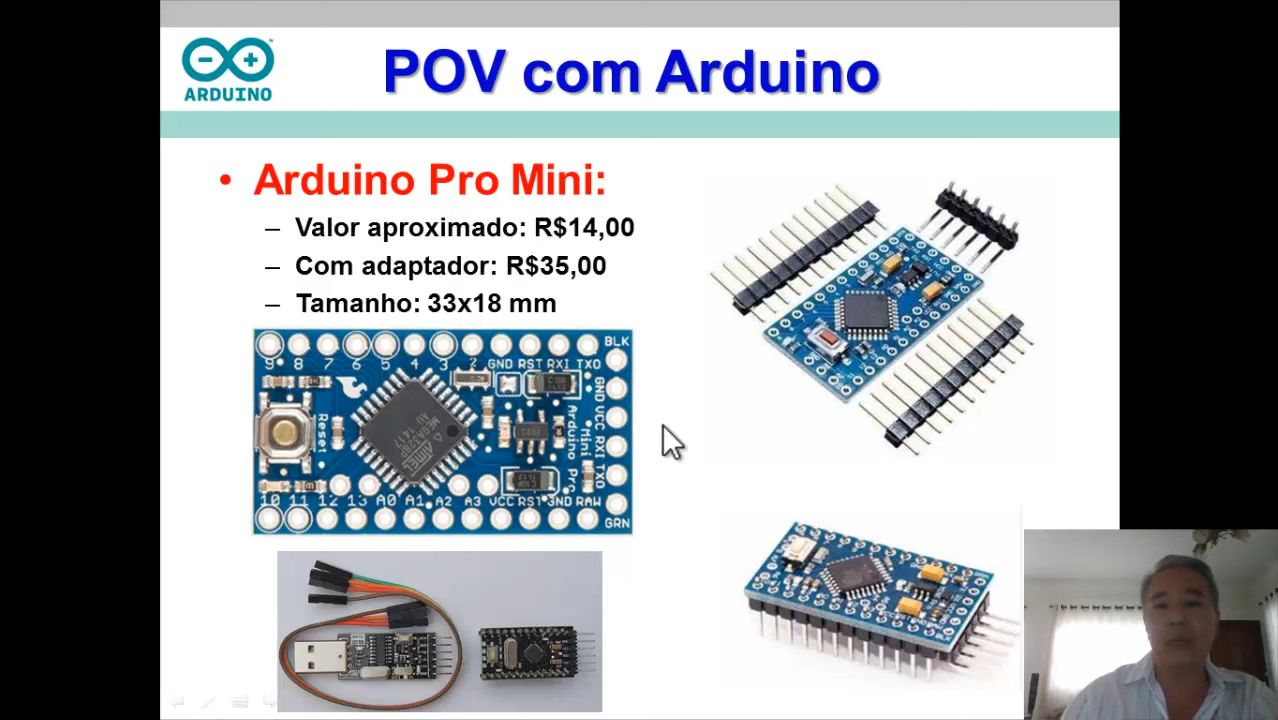 ARDUINO
POV com Arduino
• Arduino Pro Mini:
– Valor aproximado: R$14,00
– Com adaptador: R$35,00
– Tamanho: 33x18 mm
9 8 7 6 5 4 3 2 GND RST RXI TXO
BLK
GND
VCC
RXI
TXO
GRN
Reset
MEGA328P
ATMEL
Arduino Pro
Mini
10 11 12 13 A0 A1 A2 A3 VCC RST GND RAW